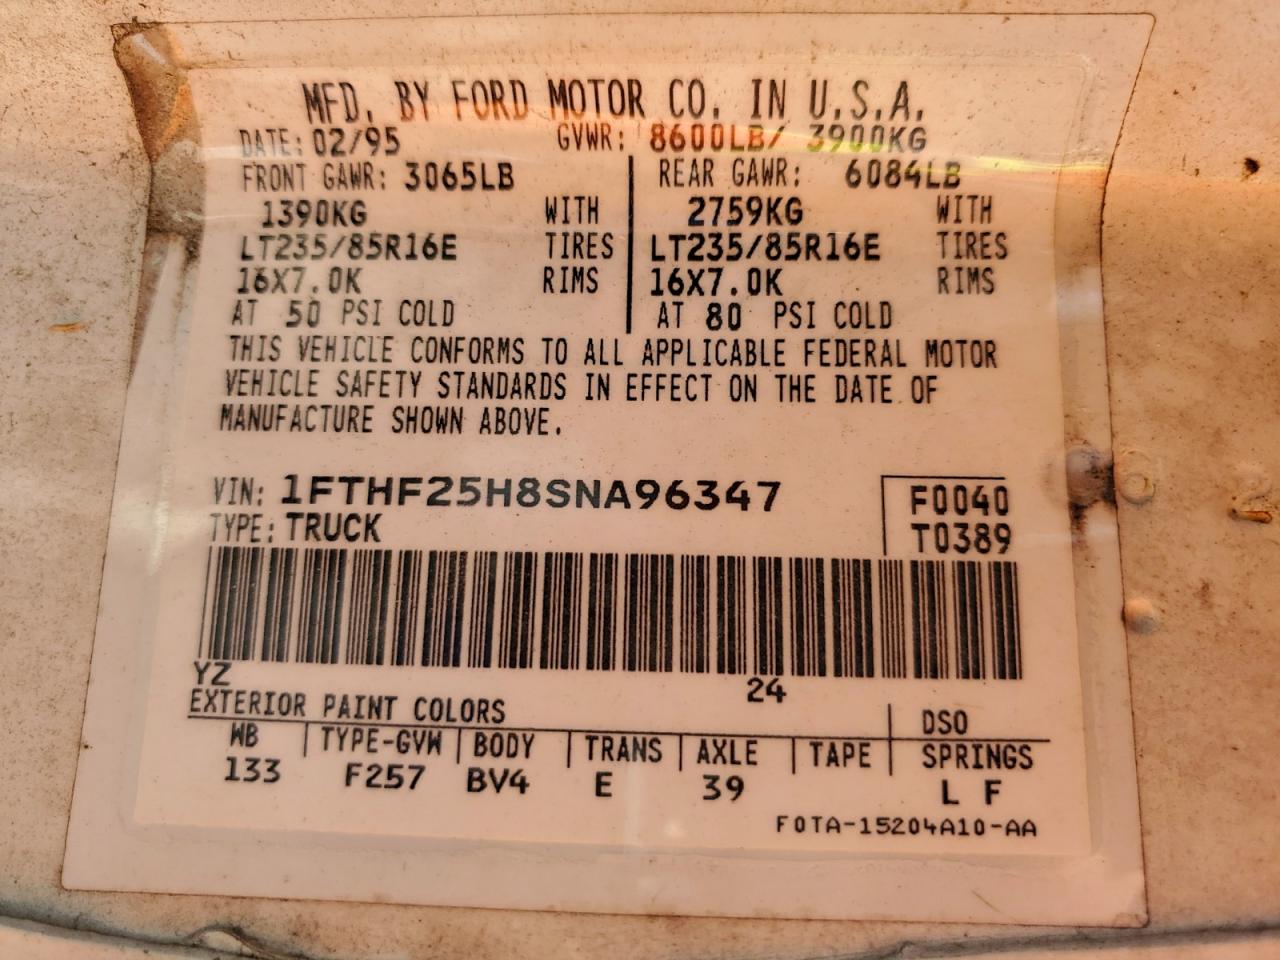 MFD. BY FORD MOTOR CO. IN U.S.A.
DATE: 02/95 GVWR: 8600LB/ 3900KG
FRONT GAWR: 3065LB REAR GAWR: 6084LB
1390KG WITH 2759KG WITH
LT235/85R16E TIRES LT235/85R16E TIRES
16X7.0K RIMS 16X7.0K RIMS
AT 50 PSI COLD AT 80 PSI COLD
THIS VEHICLE CONFORMS TO ALL APPLICABLE FEDERAL MOTOR
VEHICLE SAFETY STANDARDS IN EFFECT ON THE DATE OF
MANUFACTURE SHOWN ABOVE.
VIN: 1FTHF25H8SNA96347 F0040
TYPE: TRUCK T0389
YZ 24
EXTERIOR PAINT COLORS DSO
WB TYPE-GVW BODY TRANS AXLE TAPE SPRINGS
133 F257 BV4 E 39 L F
F0TA-15204A10-AA